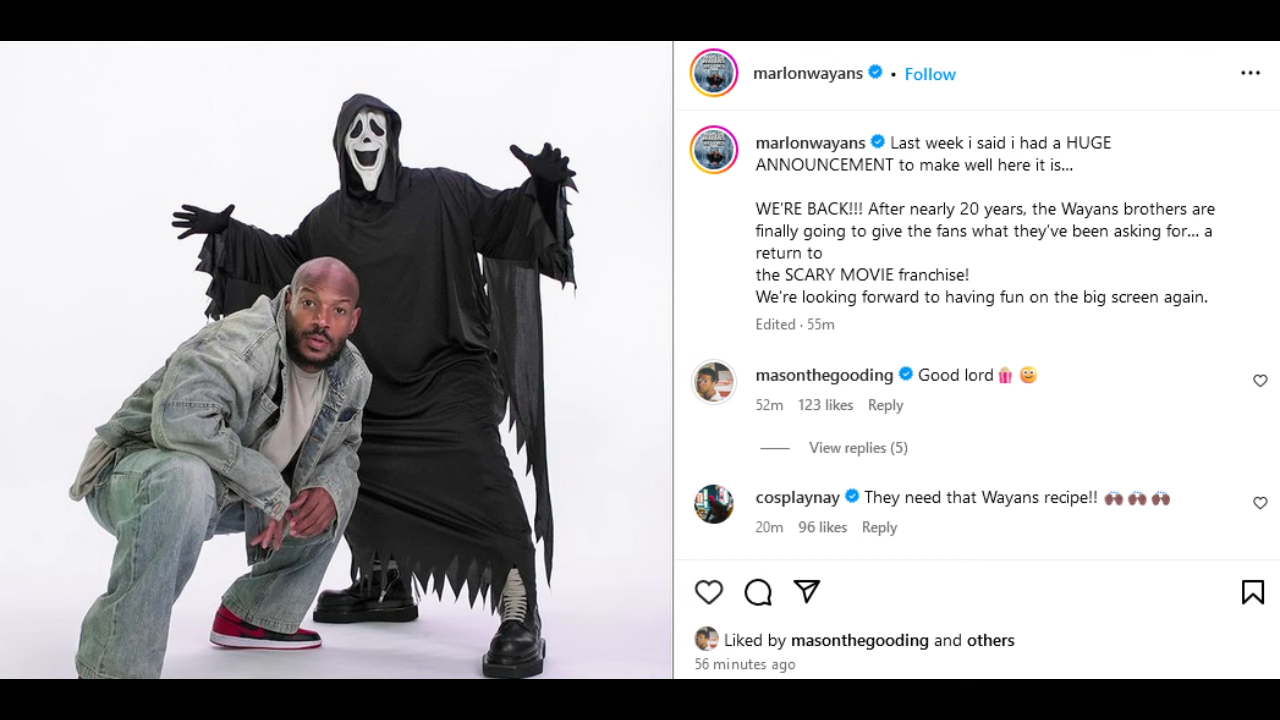 marlonwayans • Follow
marlonwayans Last week i said i had a HUGE
ANNOUNCEMENT to make well here it is...
WE'RE BACK!!! After nearly 20 years, the Wayans brothers are
finally going to give the fans what they've been asking for... a
return to
the SCARY MOVIE franchise!
We're looking forward to having fun on the big screen again.
Edited · 55m
masonthegooding Good lord🍿🥲
52m 123 likes Reply
View replies (5)
cosplaynay They need that Wayans recipe!! 🙌🏿🙌🏿🙌🏿
20m 96 likes Reply
Liked by masonthegooding and others
56 minutes ago